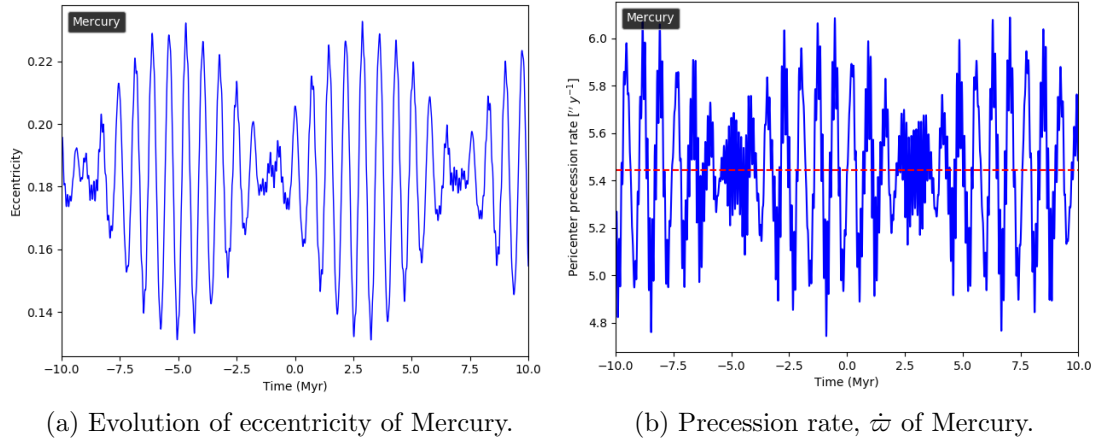 Mercury
Eccentricity
0.22
0.20
0.18
0.16
0.14
-10.0 -7.5 -5.0 -2.5 0.0 2.5 5.0 7.5 10.0
Time (Myr)
(a) Evolution of eccentricity of Mercury.
Mercury
Pericenter precession rate [″ y⁻¹]
6.0
5.8
5.6
5.4
5.2
5.0
4.8
-10.0 -7.5 -5.0 -2.5 0.0 2.5 5.0 7.5 10.0
Time (Myr)
(b) Precession rate, ϖ̇ of Mercury.